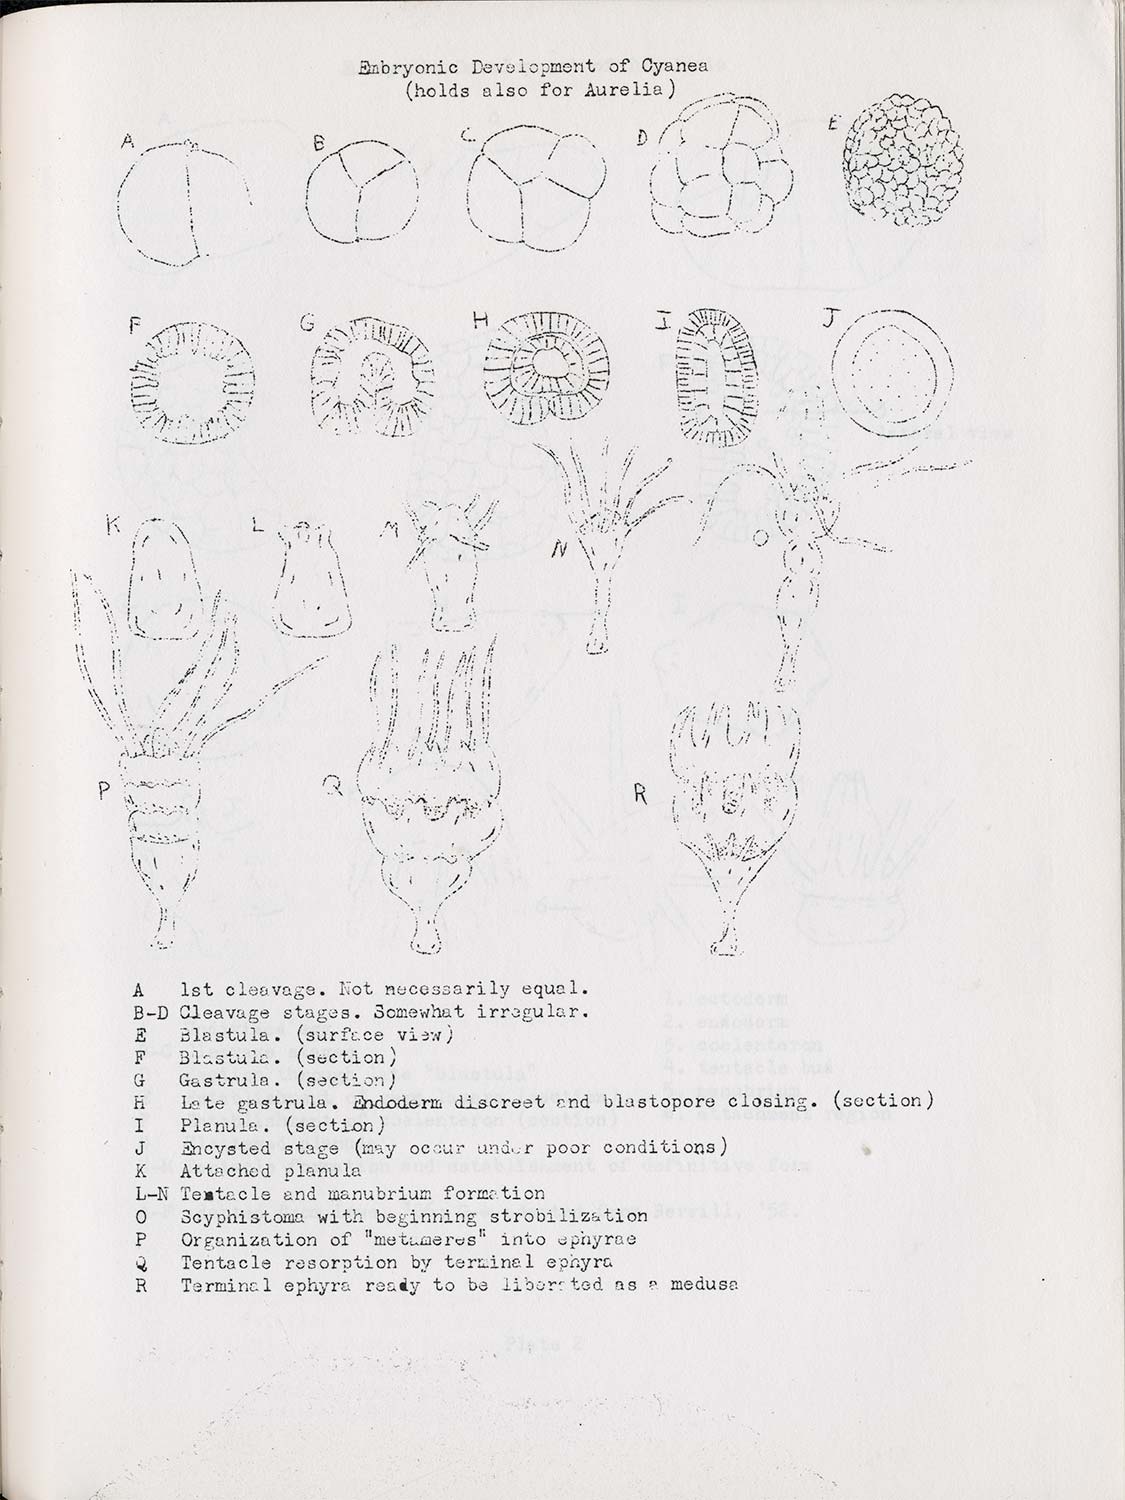 Embryonic Development of Cyanea
(holds also for Aurelia)
A B C D E
F G H I J
K L M N O
P Q R
A 1st cleavage. Not necessarily equal.
B-D Cleavage stages. Somewhat irregular.
E Blastula. (surface view)
F Blastula. (section)
G Gastrula. (section)
H Late gastrula. Endoderm discreet and blastopore closing. (section)
I Planula. (section)
J Encysted stage (may occur under poor conditions)
K Attached planula
L-N Tentacle and manubrium formation
O Scyphistoma with beginning strobilization
P Organization of "metameres" into ephyrae
Q Tentacle resorption by terminal ephyra
R Terminal ephyra ready to be liberated as a medusa